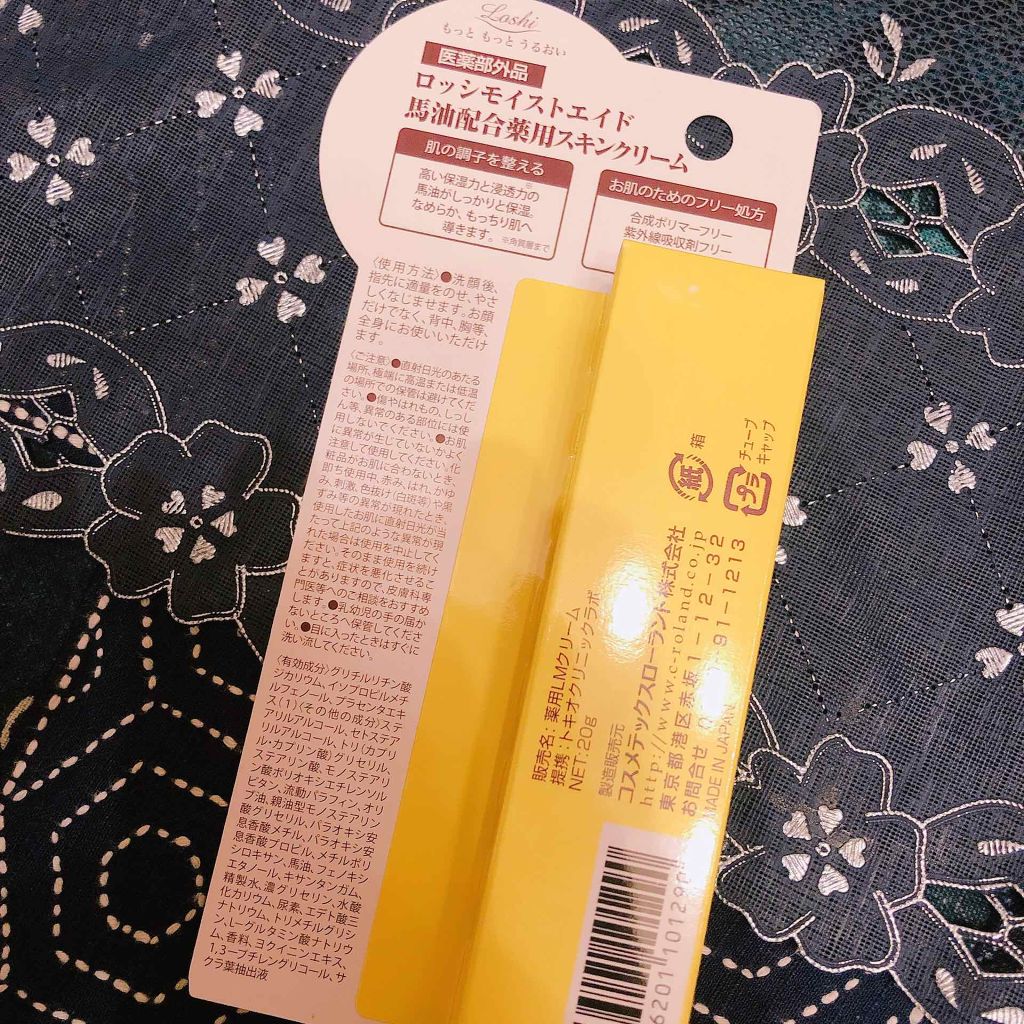 Loshi
もっと もっと うるおい
医薬部外品
ロッシモイストエイド
馬油配合薬用スキンクリーム
肌の調子を整える
高い保湿力と浸透力※の
馬油がしっかりと保湿。
なめらか、もっちり肌へ
導きます。 ※角質層まで
お肌のためのフリー処方
合成ポリマーフリー
紫外線吸収剤フリー
〈使用方法〉●洗顔後、
指先に適量をのせ、やさ
しくなじませます。お顔
だけでなく、背中、胸等、
全身にお使いいただけ
ます。
〈ご注意〉●直射日光のあたる
場所、極端に高温または低温
の場所での保管は避けてくだ
さい。●傷やはれもの、しっし
ん等、異常のある部位には使
用しないでください。●お肌
に異常が生じていないかよく
注意して使用してください。化
粧品がお肌に合わないとき、
即ち使用中、赤み、はれ、かゆ
み、刺激、色抜け(白斑等)や黒
ずみ等の異常が現れたとき、
使用したお肌に直射日光が当
たって上記のような異常が現
れた場合は使用を中止してく
ださい。そのまま使用を続け
ますと、症状を悪化させるこ
とがありますので、皮膚科専
門医等へのご相談をおすすめ
します。●乳幼児の手の届か
ないところへ保管してくださ
い。●目に入ったときはすぐに
洗い流してください。
〈有効成分〉グリチルリチン酸
ジカリウム、イソプロピルメチ
ルフェノール、プラセンタエキ
ス(1)〈その他の成分〉ステ
アリルアルコール、セトステア
リルアルコール、トリ(カプリ
ル・カプリン酸)グリセリル、
ステアリン酸、モノステアリ
ン酸ポリオキシエチレンソル
ビタン、流動パラフィン、オリ
ブ油、親油型モノステアリン
酸グリセリル、パラオキシ安
息香酸メチル、パラオキシ安
息香酸プロピル、メチルポリ
シロキサン、馬油、フェノキシ
エタノール、キサンタンガム、
精製水、濃グリセリン、水酸
化カリウム、尿素、エデト酸三
ナトリウム、トリメチルグリシ
ン、L-グルタミン酸ナトリウ
ム、香料、ヨクイニンエキス、
1,3-ブチレングリコール、サ
クラ葉抽出液
紙
箱
プラ
チューブ
キャップ
販売名:薬用LMクリーム
提携:トキオクリニックラボ
NET:20g
製造販売元
コスメテックスローランド株式会社
http://www.c-roland.co.jp
東京都港区赤坂1-12-32
お問合せ 91-1213
MADE IN JAPAN